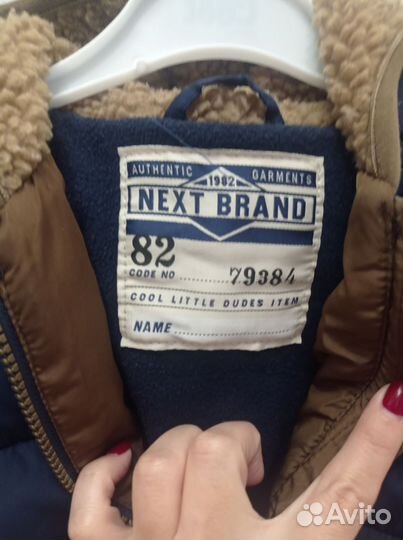 AUTHENTIC GARMENTS
1982
NEXT BRAND
82
CODE NO 79384
COOL LITTLE DUDES ITEM
NAME
Avito